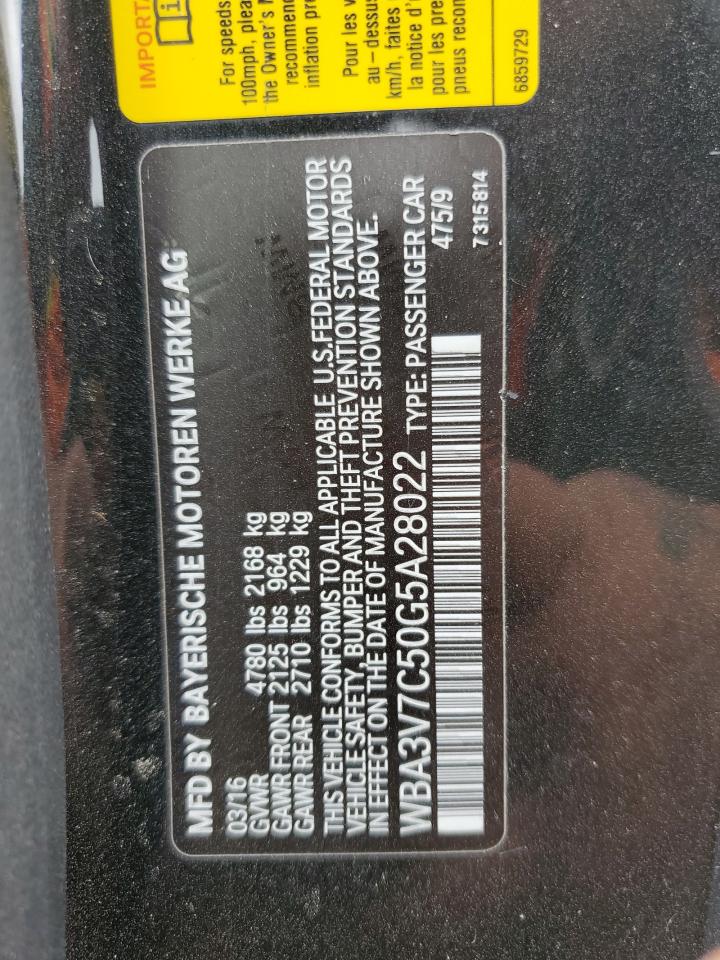 IMPORTA
For speeds
100mph, plea
the Owner's M
recommen
inflation pre
Pour les v
au-dessus
km/h, faites
la notice d'
pour les pre
pneus recon
6859729
MFD BY BAYERISCHE MOTOREN WERKE AG
03/16
GVWR 4780 lbs 2168 kg
GAWR FRONT 2125 lbs 964 kg
GAWR REAR 2710 lbs 1229 kg
THIS VEHICLE CONFORMS TO ALL APPLICABLE U.S.FEDERAL MOTOR
VEHICLE SAFETY, BUMPER AND THEFT PREVENTION STANDARDS
IN EFFECT ON THE DATE OF MANUFACTURE SHOWN ABOVE.
WBA3V7C50G5A28022 TYPE: PASSENGER CAR
475/9
7315814